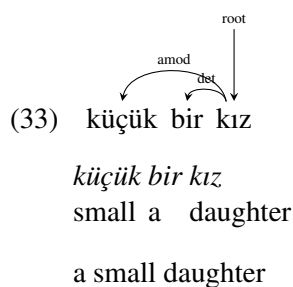 root
amod
det
(33) küçük bir kız
küçük bir kız
small a daughter
a small daughter